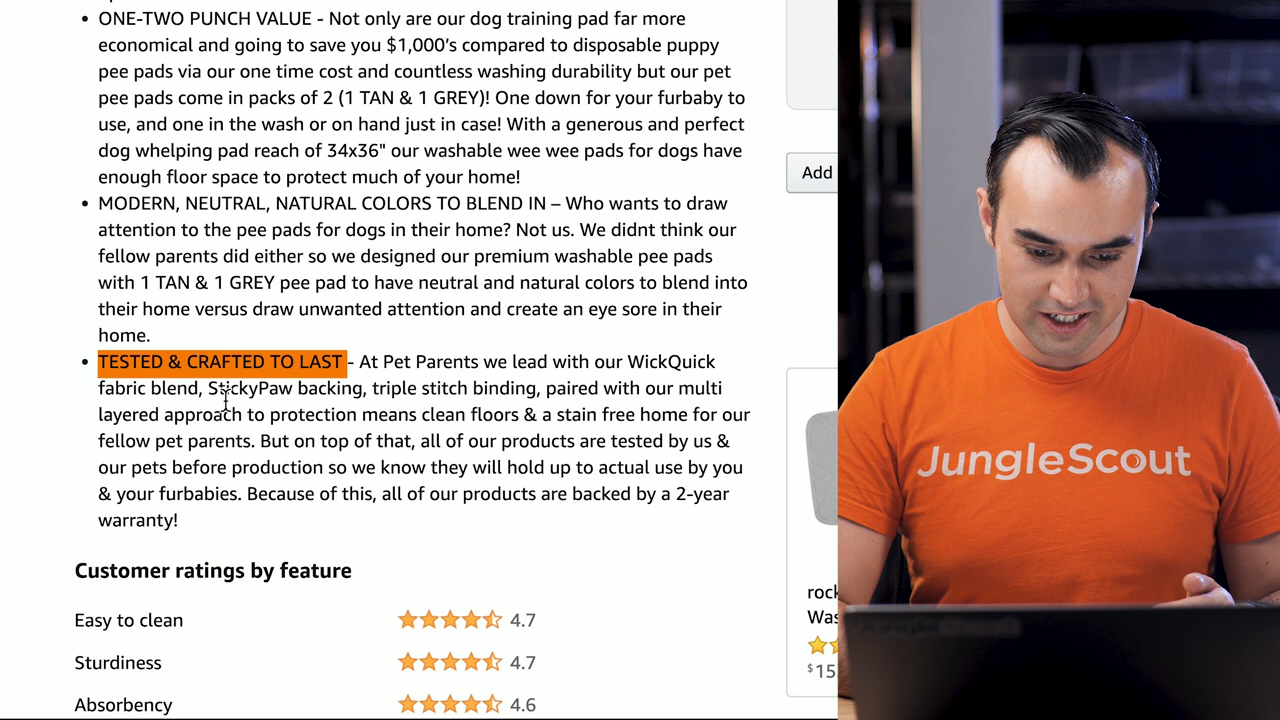 ONE-TWO PUNCH VALUE - Not only are our dog training pad far more
economical and going to save you $1,000’s compared to disposable puppy
pee pads via our one time cost and countless washing durability but our pet
pee pads come in packs of 2 (1 TAN & 1 GREY)! One down for your furbaby to
use, and one in the wash or on hand just in case! With a generous and perfect
dog whelping pad reach of 34x36" our washable wee wee pads for dogs have
enough floor space to protect much of your home!
MODERN, NEUTRAL, NATURAL COLORS TO BLEND IN – Who wants to draw
attention to the pee pads for dogs in their home? Not us. We didnt think our
fellow parents did either so we designed our premium washable pee pads
with 1 TAN & 1 GREY pee pad to have neutral and natural colors to blend into
their home versus draw unwanted attention and create an eye sore in their
home.
TESTED & CRAFTED TO LAST - At Pet Parents we lead with our WickQuick
fabric blend, StickyPaw backing, triple stitch binding, paired with our multi
layered approach to protection means clean floors & a stain free home for our
fellow pet parents. But on top of that, all of our products are tested by us &
our pets before production so we know they will hold up to actual use by you
& your furbabies. Because of this, all of our products are backed by a 2-year
warranty!
Customer ratings by feature
Easy to clean 4.7
Sturdiness 4.7
Absorbency 4.6
Add
rock
Was
$15
JungleScout